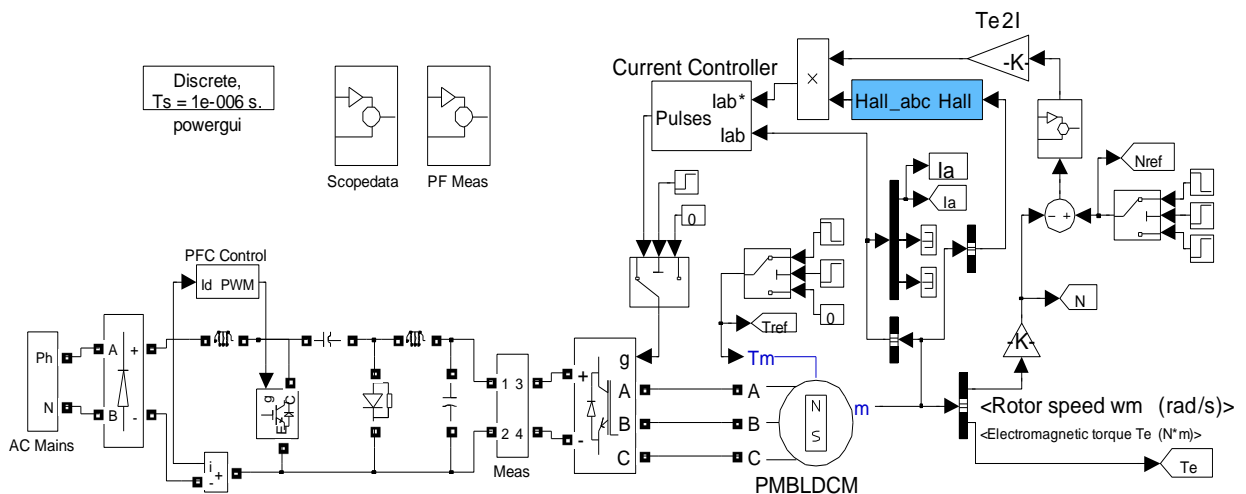 Te2I
-K-
Current Controller
Discrete,
Ts = 1e-006 s.
powergui
Iab*
Pulses
Iab
×
Hall_abc Hall
Scopedata
PF Meas
Ia
Ia
Nref
0
- +
PFC Control
Id PWM
Tref
0
N
-K-
Ph
N
AC Mains
A
B
+
-
g
C
E
i
+
-
1 3
2 4
Meas
g
+
-
A
B
C
A
B
C
Tm
N
S
m
PMBLDCM
<Rotor speed wm (rad/s)>
<Electromagnetic torque Te (N*m)>
Te